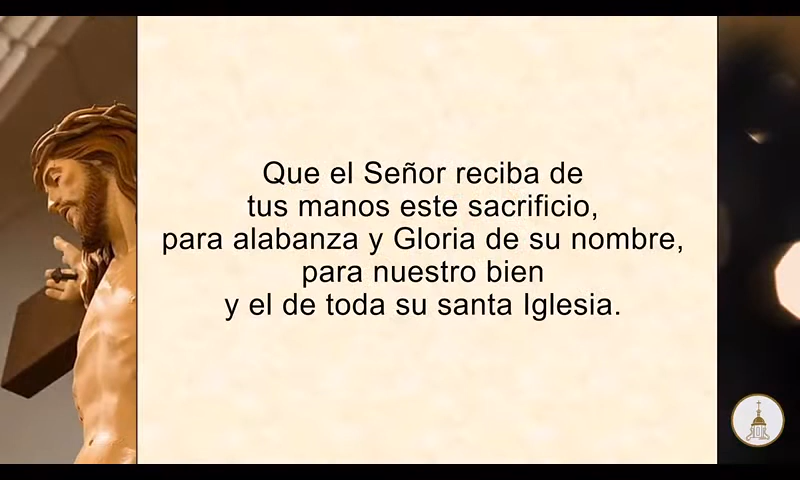 Que el Señor reciba de
tus manos este sacrificio,
para alabanza y Gloria de su nombre,
para nuestro bien
y el de toda su santa Iglesia.